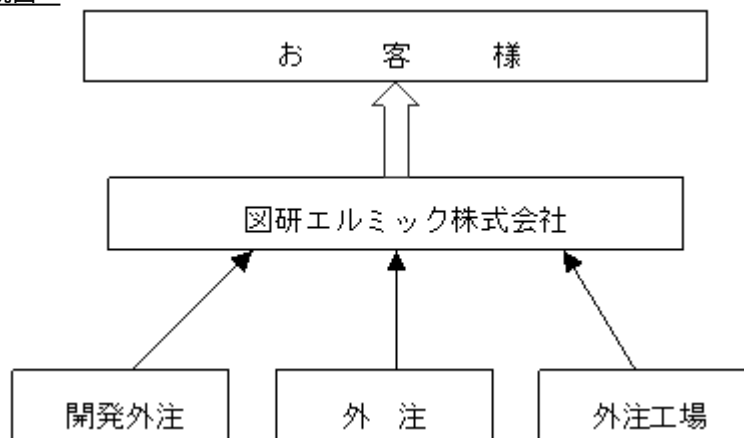 お　客　様
図研エルミック株式会社
開発外注
外　注
外注工場